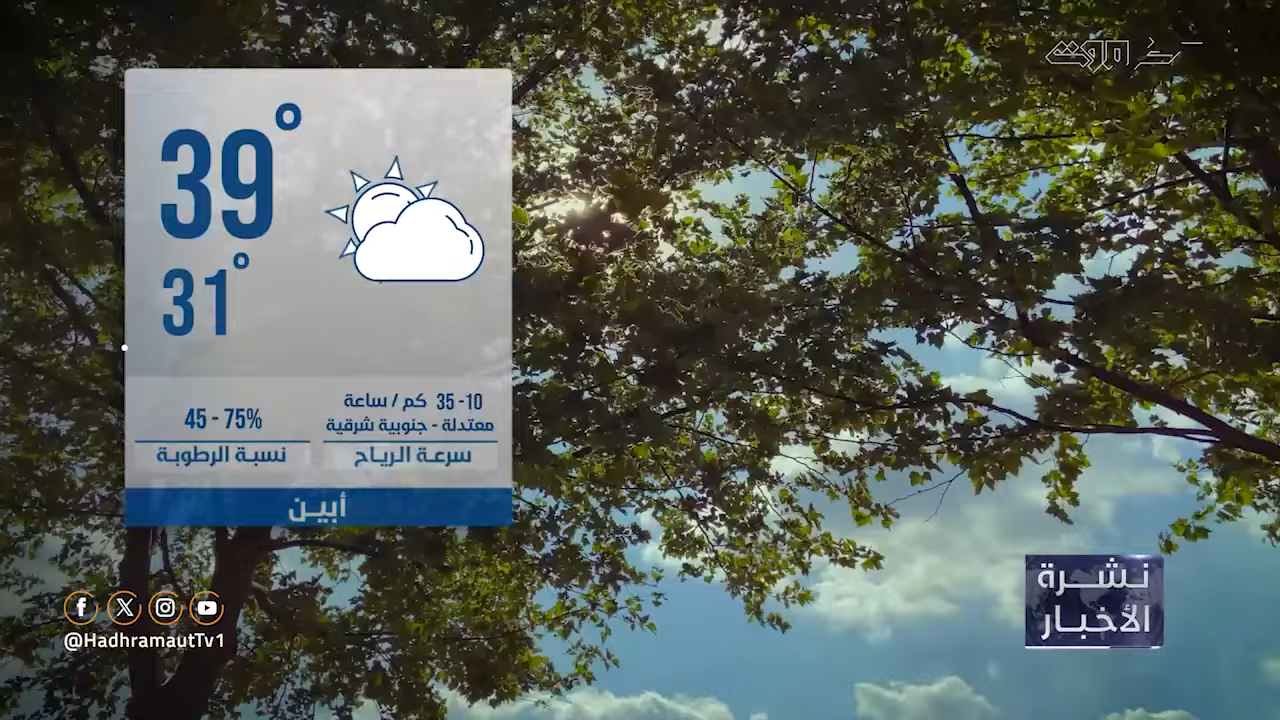 حضرموت
39°
31°
35 -10 كم / ساعة
معتدلة - جنوبية شرقية
سرعة الرياح
45 - 75%
نسبة الرطوبة
أبين
@HadhramautTv1
نشرة
الأخبار